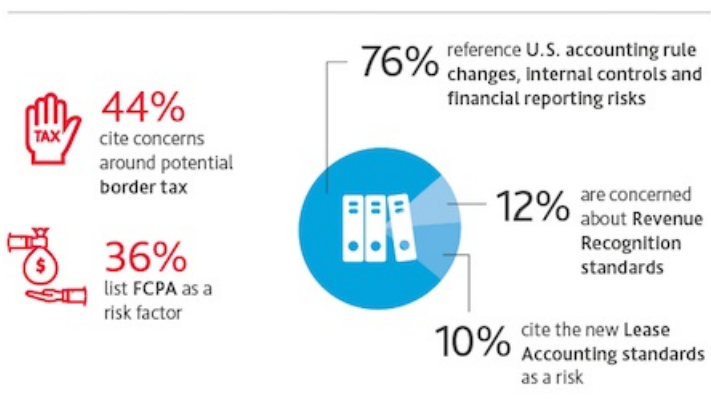 44%
cite concerns
around potential
border tax
TAX
36%
list FCPA as a
risk factor
$
76% reference U.S. accounting rule
changes, internal controls and
financial reporting risks
12% are concerned
about Revenue
Recognition
standards
10% cite the new Lease
Accounting standards
as a risk